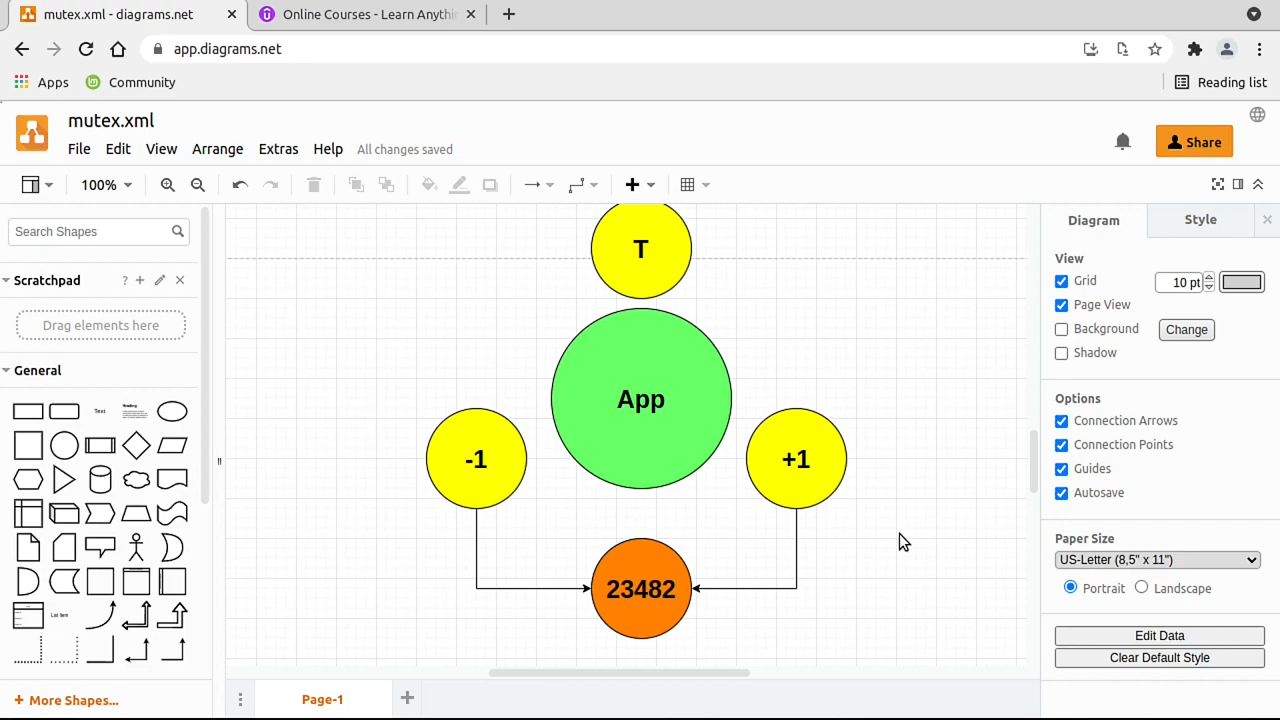 mutex.xml - diagrams.net
Online Courses - Learn Anythin
app.diagrams.net
Apps
Community
Reading list
mutex.xml
File Edit View Arrange Extras Help All changes saved
Share
100%
Search Shapes
Scratchpad
?
Drag elements here
General
Text
Heading
List Item
More Shapes...
T
App
-1
+1
23482
Page-1
Diagram
Style
View
Grid
10 pt
Page View
Background
Change
Shadow
Options
Connection Arrows
Connection Points
Guides
Autosave
Paper Size
US-Letter (8,5" x 11")
Portrait
Landscape
Edit Data
Clear Default Style